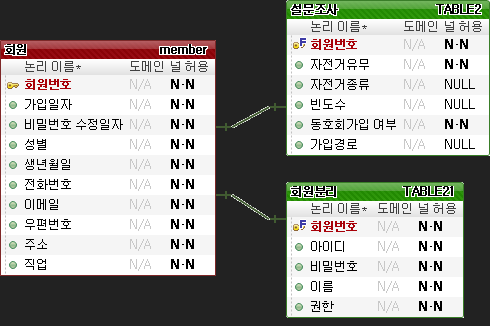 회원 member
논리 이름* 도메인 널 허용
회원번호 N/A N·N
가입일자 N/A N·N
비밀번호 수정일자 N/A N·N
성별 N/A N·N
생년월일 N/A N·N
전화번호 N/A N·N
이메일 N/A N·N
우편번호 N/A N·N
주소 N/A N·N
직업 N/A N·N
설문조사 TABLE2
논리 이름* 도메인 널 허용
회원번호 N/A N·N
자전거유무 N/A N·N
자전거종류 N/A NULL
빈도수 N/A NULL
동호회가입 여부 N/A N·N
가입경로 N/A NULL
회원분리 TABLE21
논리 이름* 도메인 널 허용
회원번호 N/A N·N
아이디 N/A N·N
비밀번호 N/A N·N
이름 N/A N·N
권한 N/A N·N